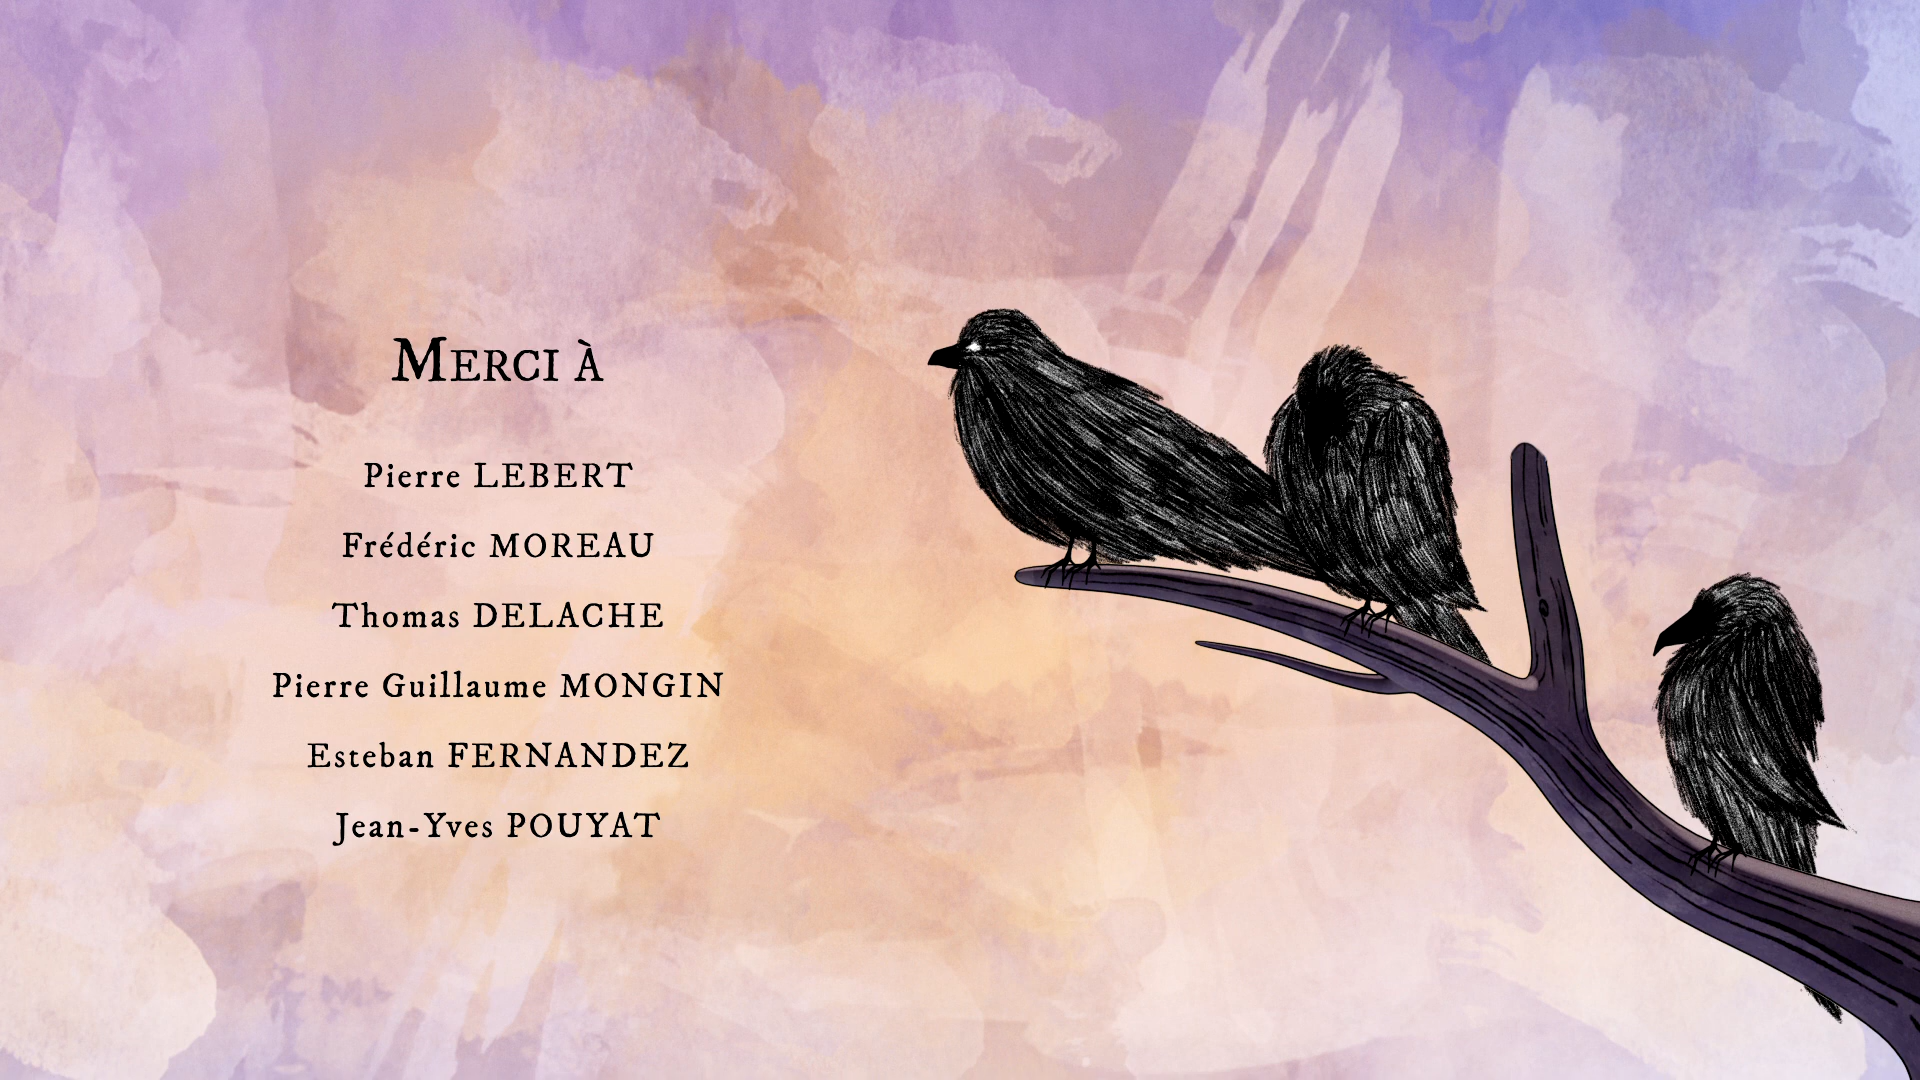 Merci à
Pierre LEBERT
Frédéric MOREAU
Thomas DELACHE
Pierre Guillaume MONGIN
Esteban FERNANDEZ
Jean-Yves POUYAT